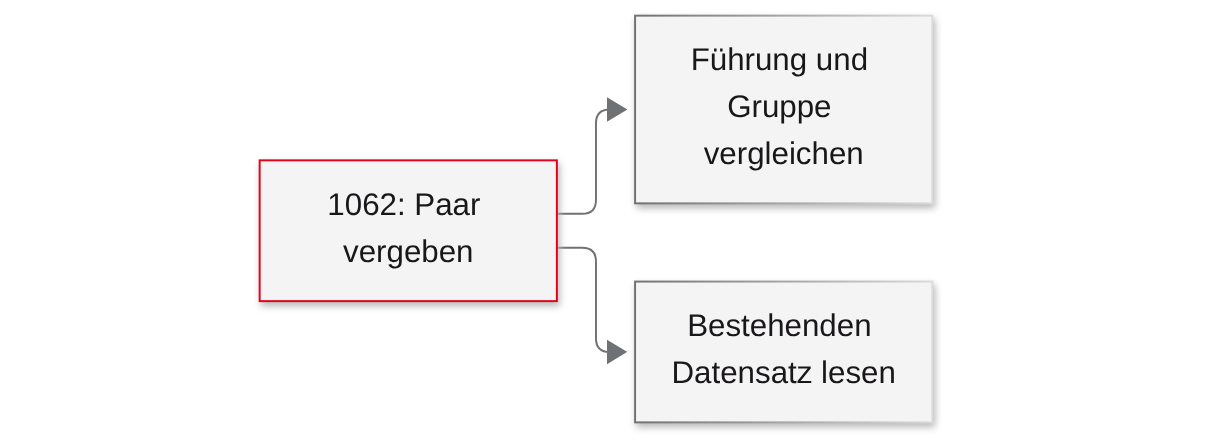 Führung und
Gruppe
vergleichen
1062: Paar
vergeben
Bestehenden
Datensatz lesen